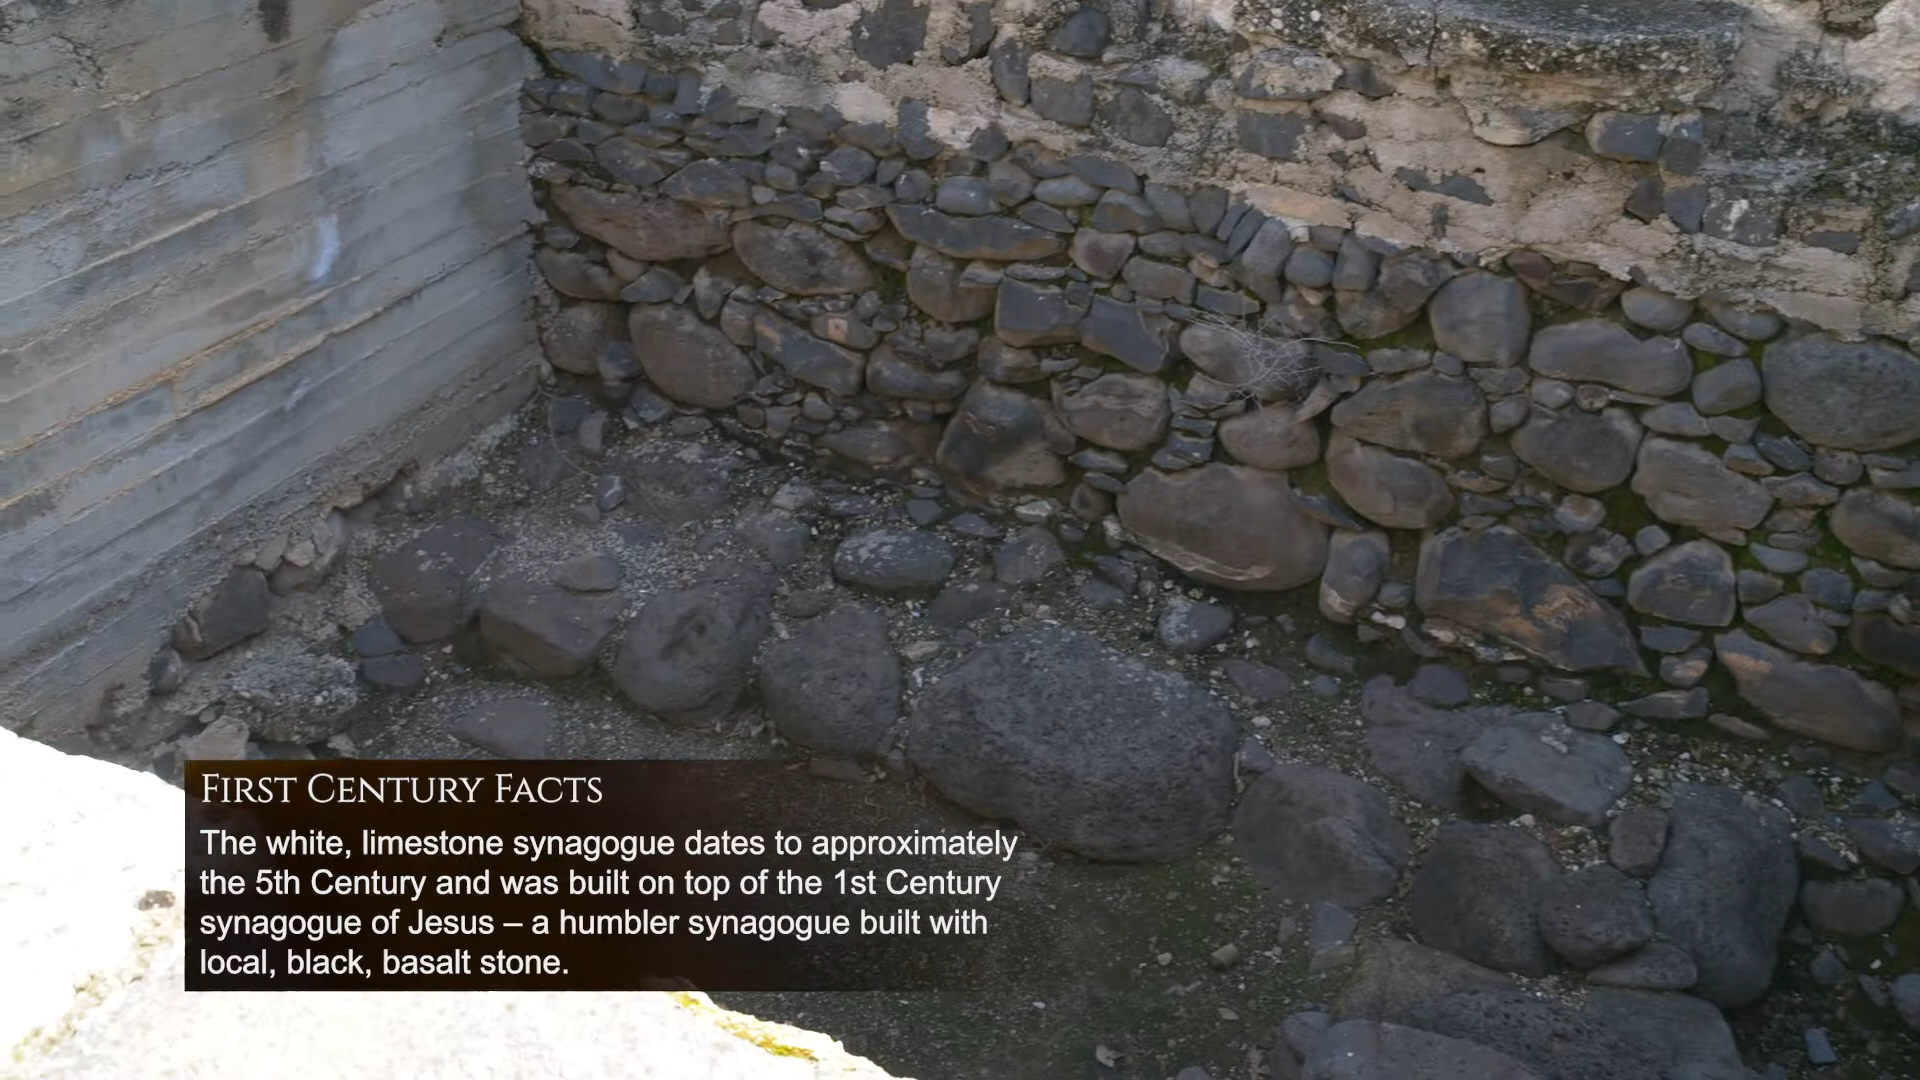 First Century Facts
The white, limestone synagogue dates to approximately
the 5th Century and was built on top of the 1st Century
synagogue of Jesus – a humbler synagogue built with
local, black, basalt stone.